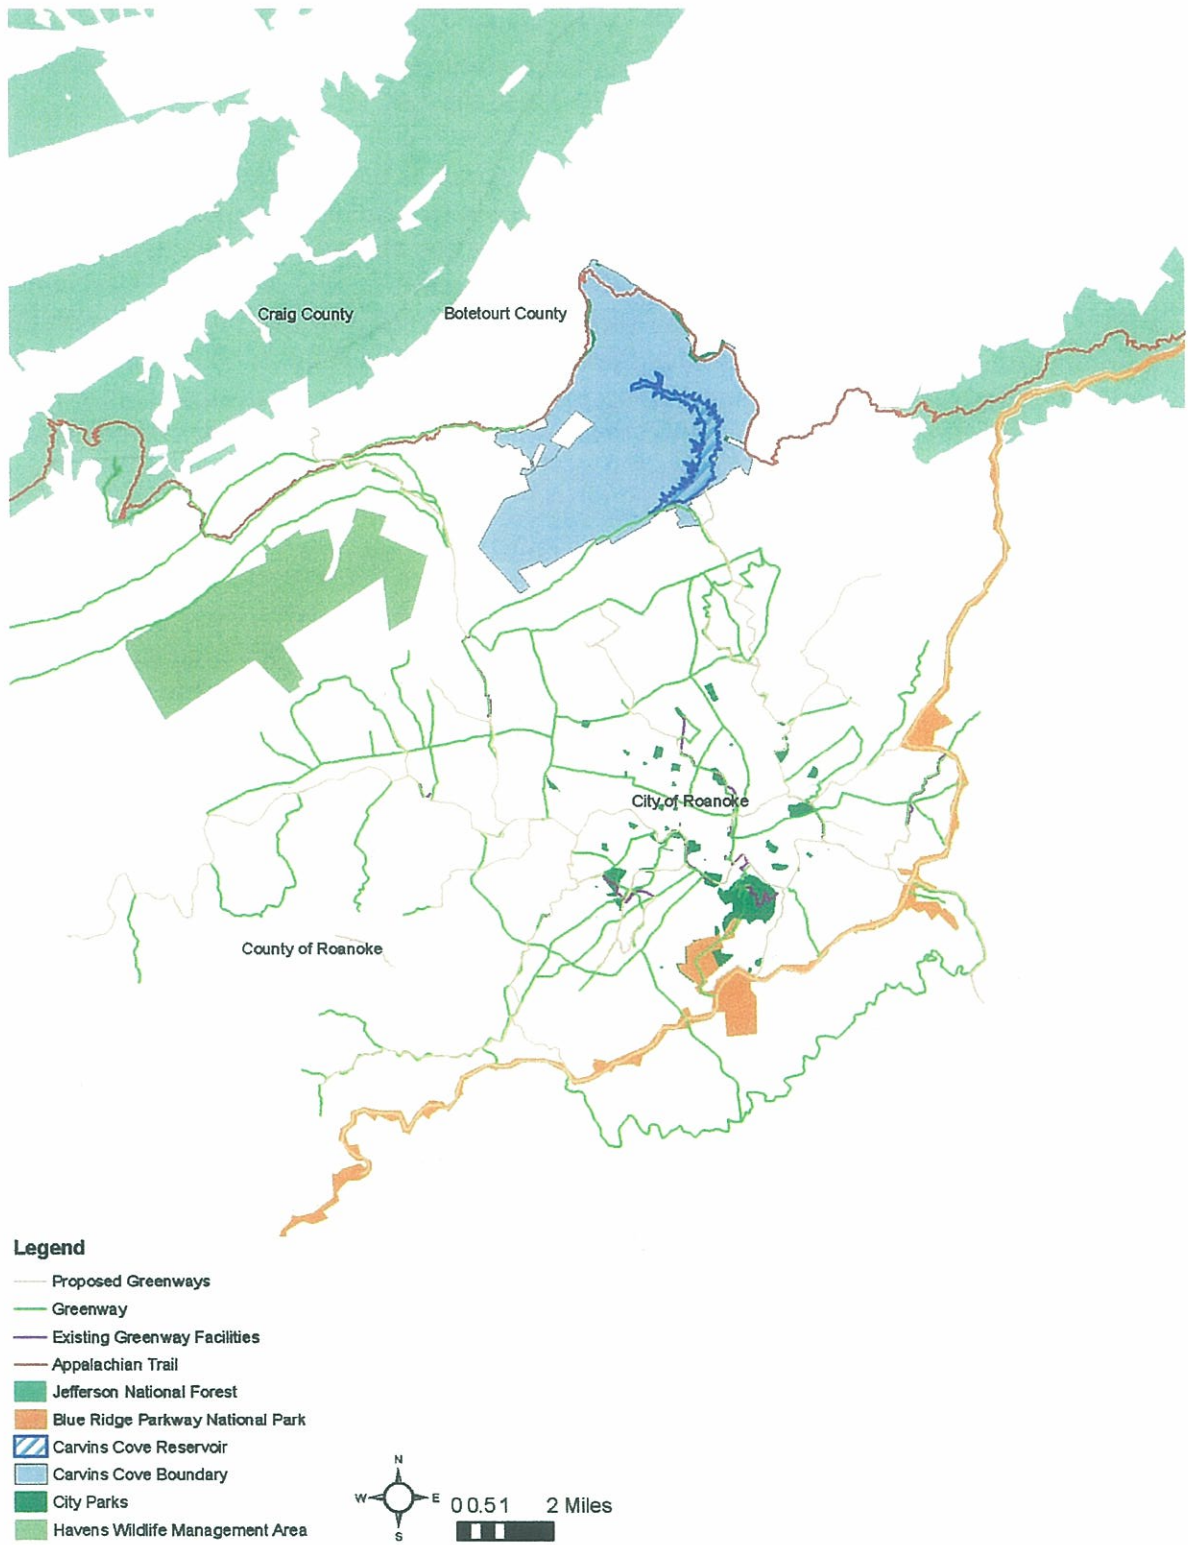 Craig County
Botetourt County
City of Roanoke
County of Roanoke
Legend
Proposed Greenways
Greenway
Existing Greenway Facilities
Appalachian Trail
Jefferson National Forest
Blue Ridge Parkway National Park
Carvins Cove Reservoir
Carvins Cove Boundary
City Parks
Havens Wildlife Management Area
N
W E
S
0 0.5 1 2 Miles